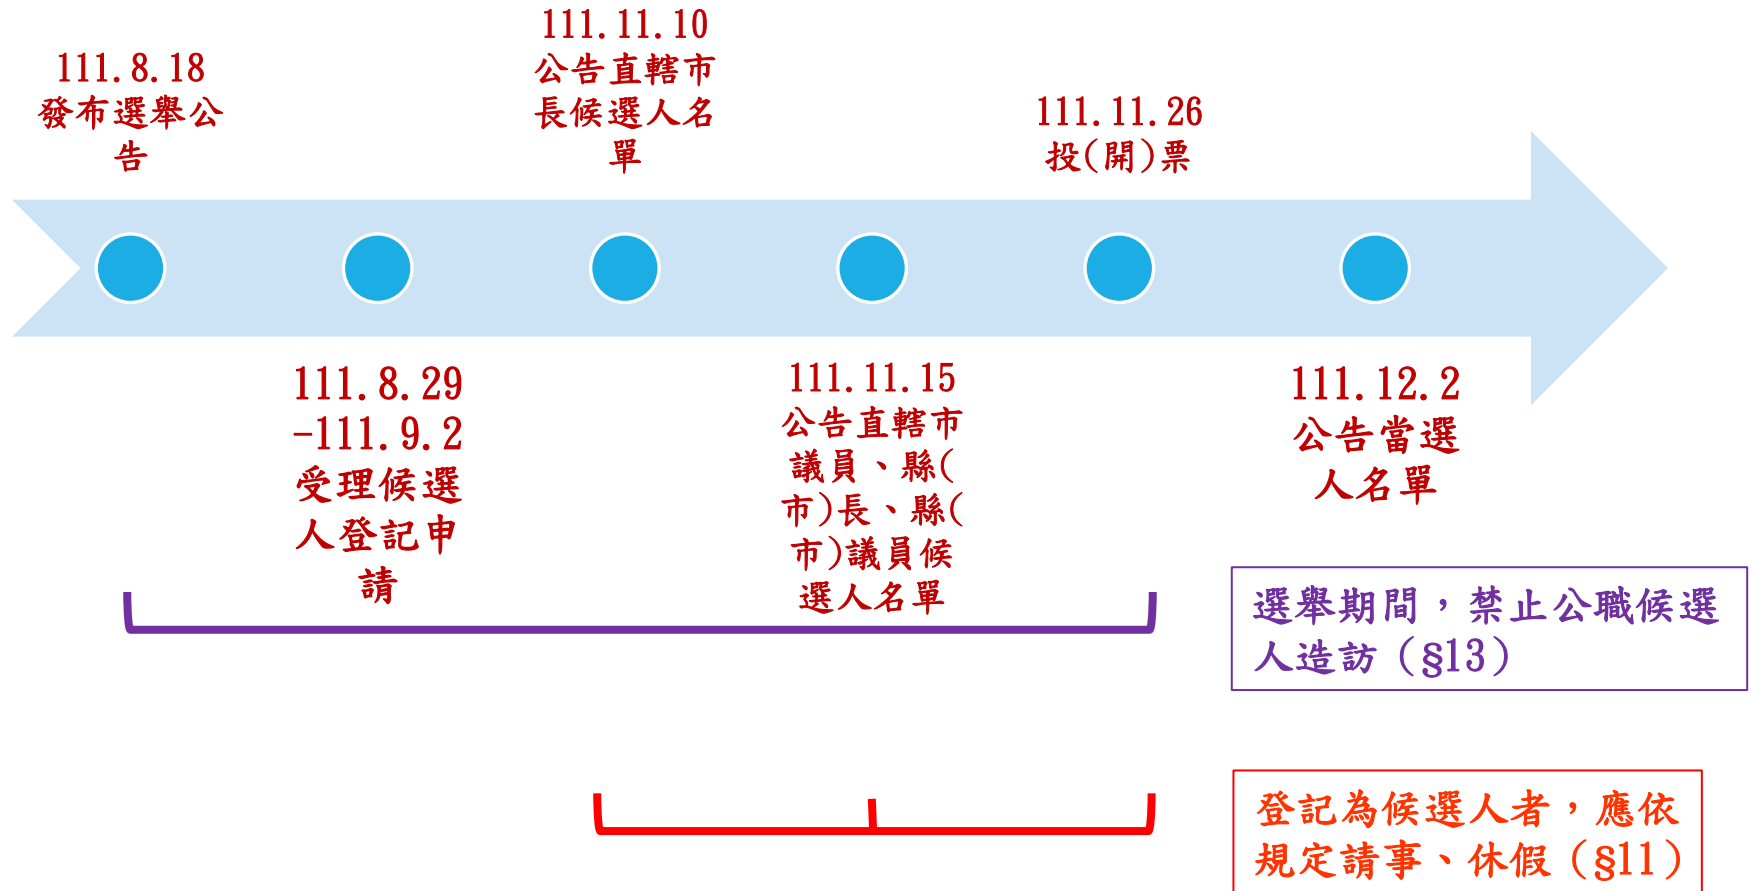 111.8.18
發布選舉公
告
111.8.29
-111.9.2
受理候選
人登記申
請
111.11.10
公告直轄市
長候選人名
單
111.11.15
公告直轄市
議員、縣(
市)長、縣(
市)議員候
選人名單
111.11.26
投(開)票
111.12.2
公告當選
人名單
選舉期間，禁止公職候選
人造訪（§13）
登記為候選人者，應依
規定請事、休假（§11）